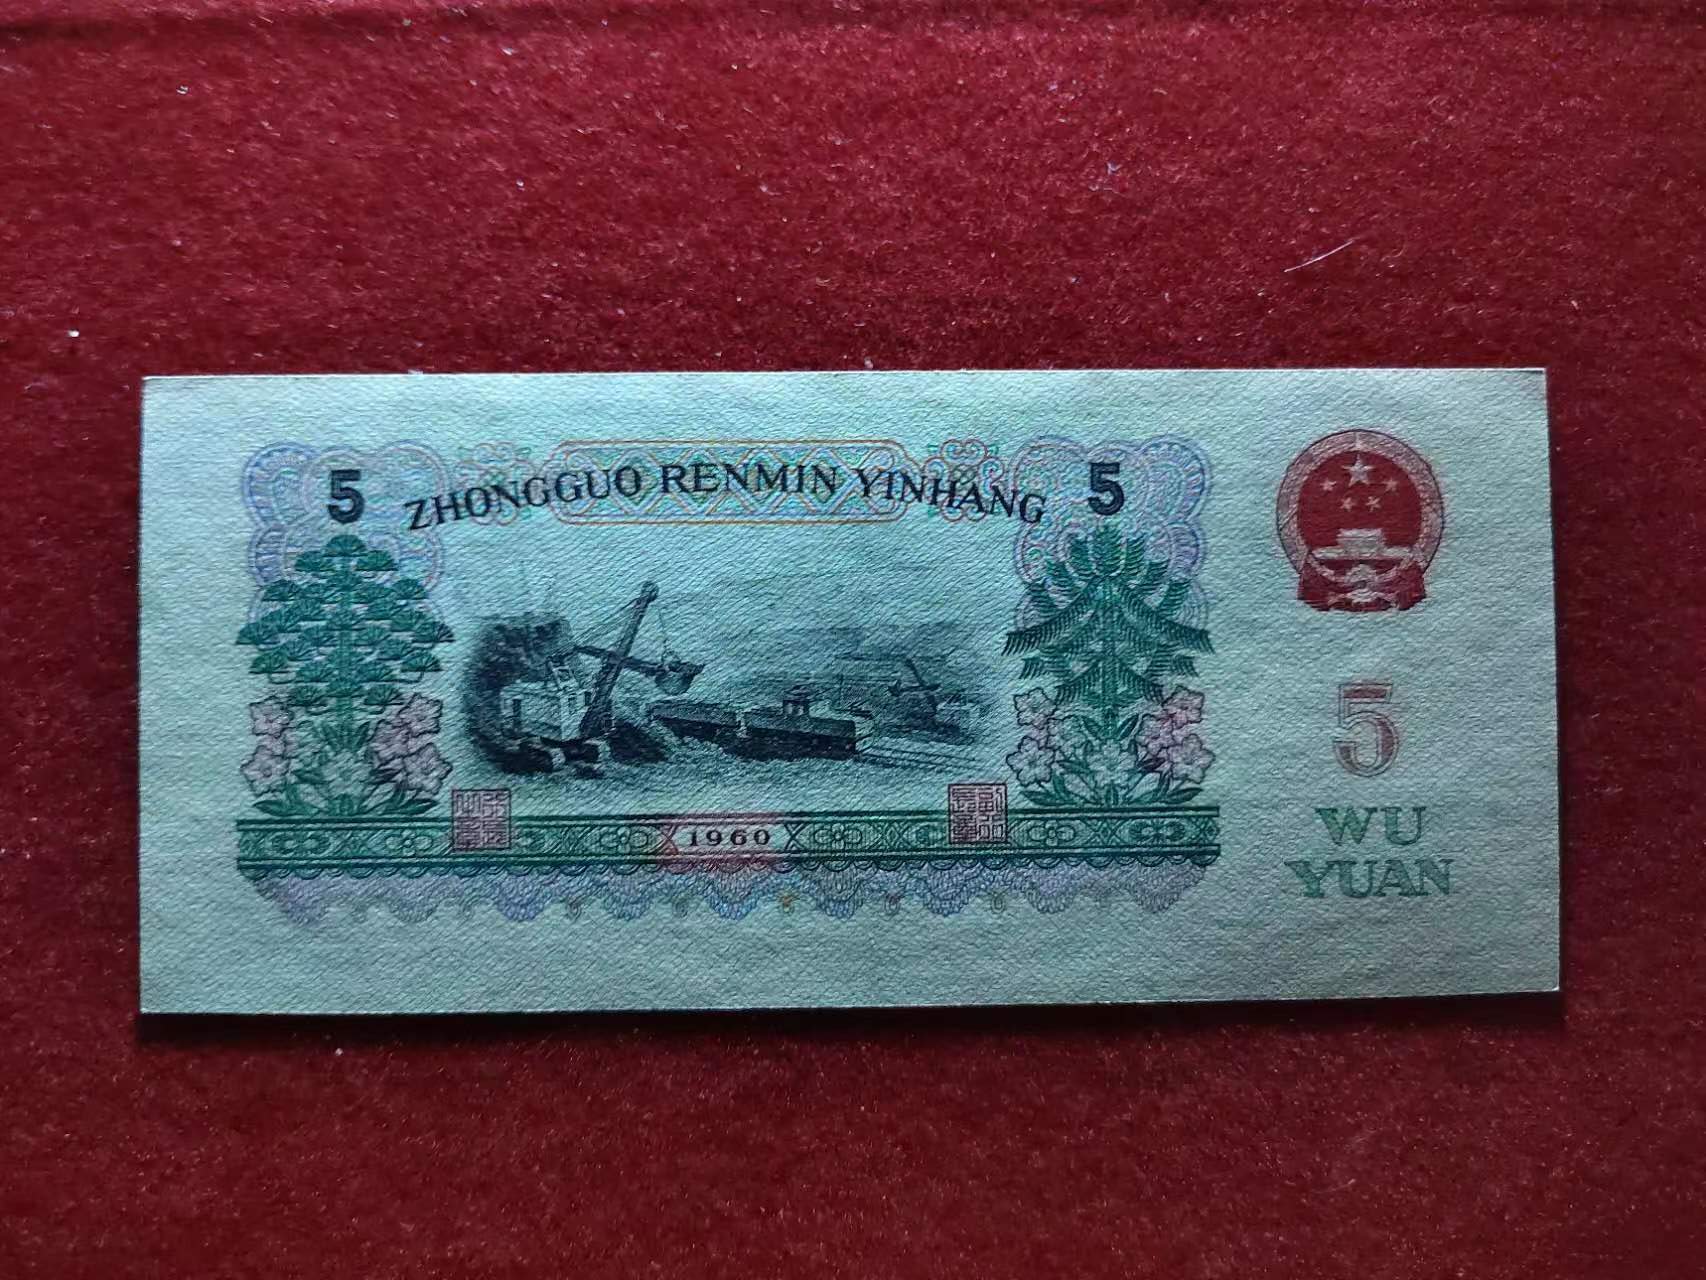 5 ZHONGGUO RENMIN YINHANG 5
1960
5
WU
YUAN